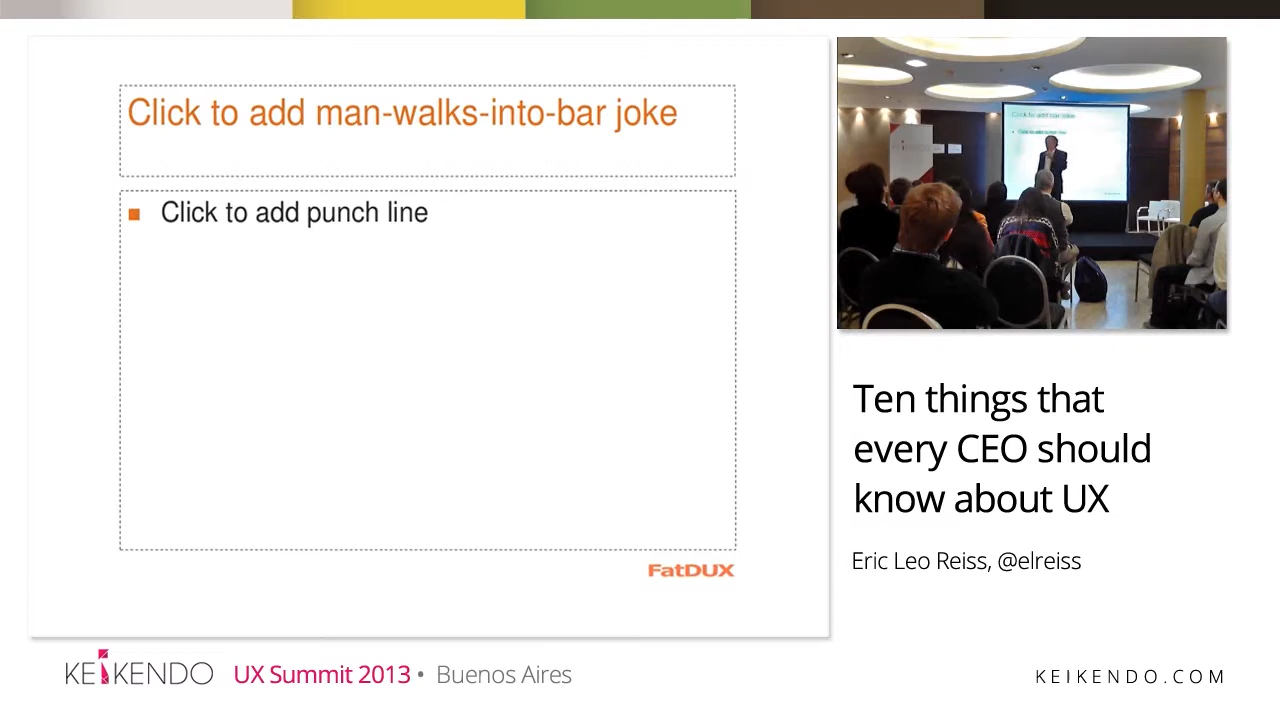 Click to add man-walks-into-bar joke
Click to add punch line
FatDUX
Ten things that
every CEO should
know about UX
Eric Leo Reiss, @elreiss
KEIKENDO UX Summit 2013 • Buenos Aires
KEIKENDO.COM